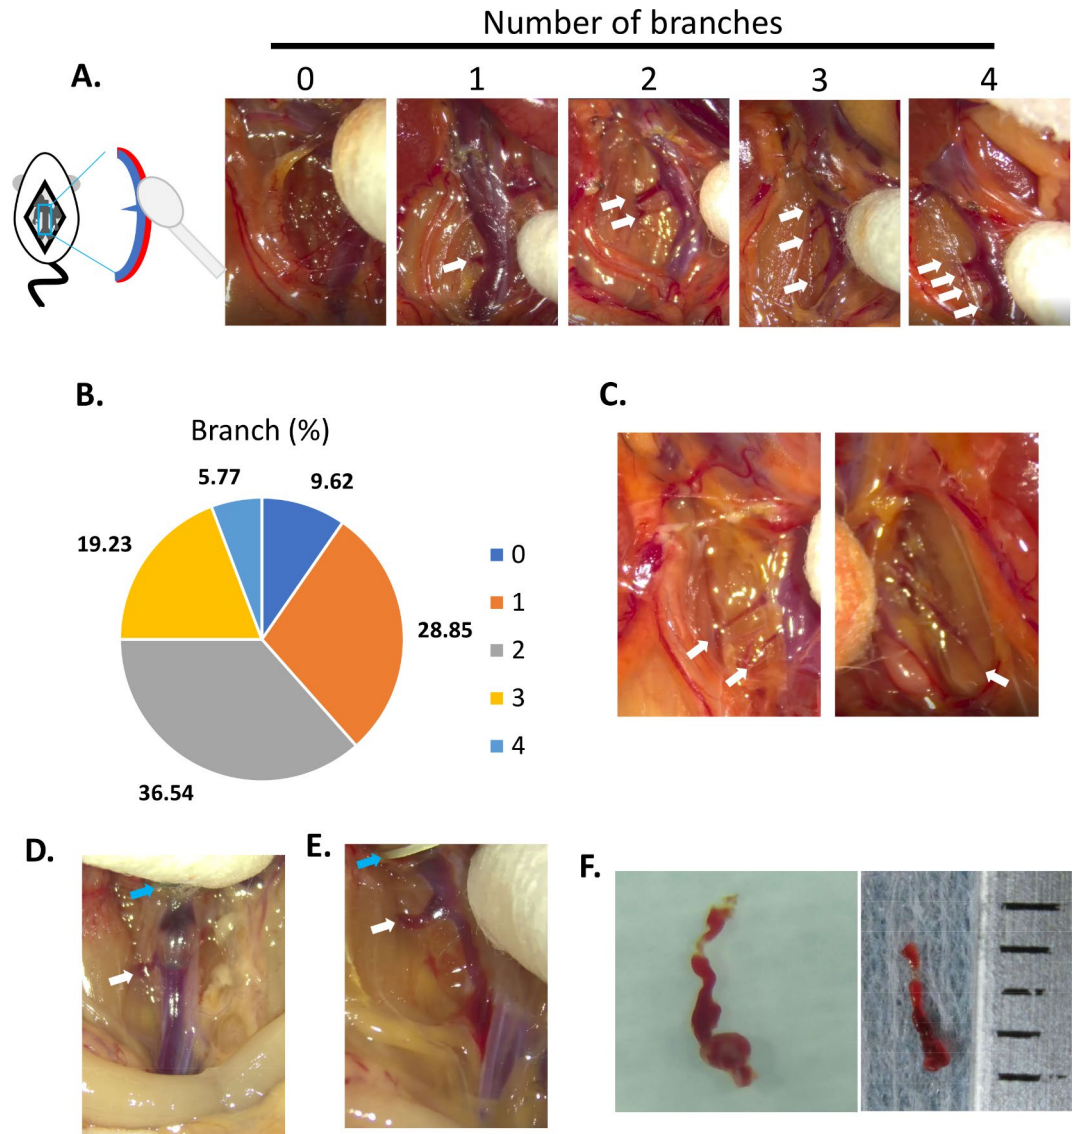 Number of branches
A.
0 1 2 3 4
B.
Branch (%)
5.77
9.62
19.23
28.85
36.54
0
1
2
3
4
C.
D.
E.
F.